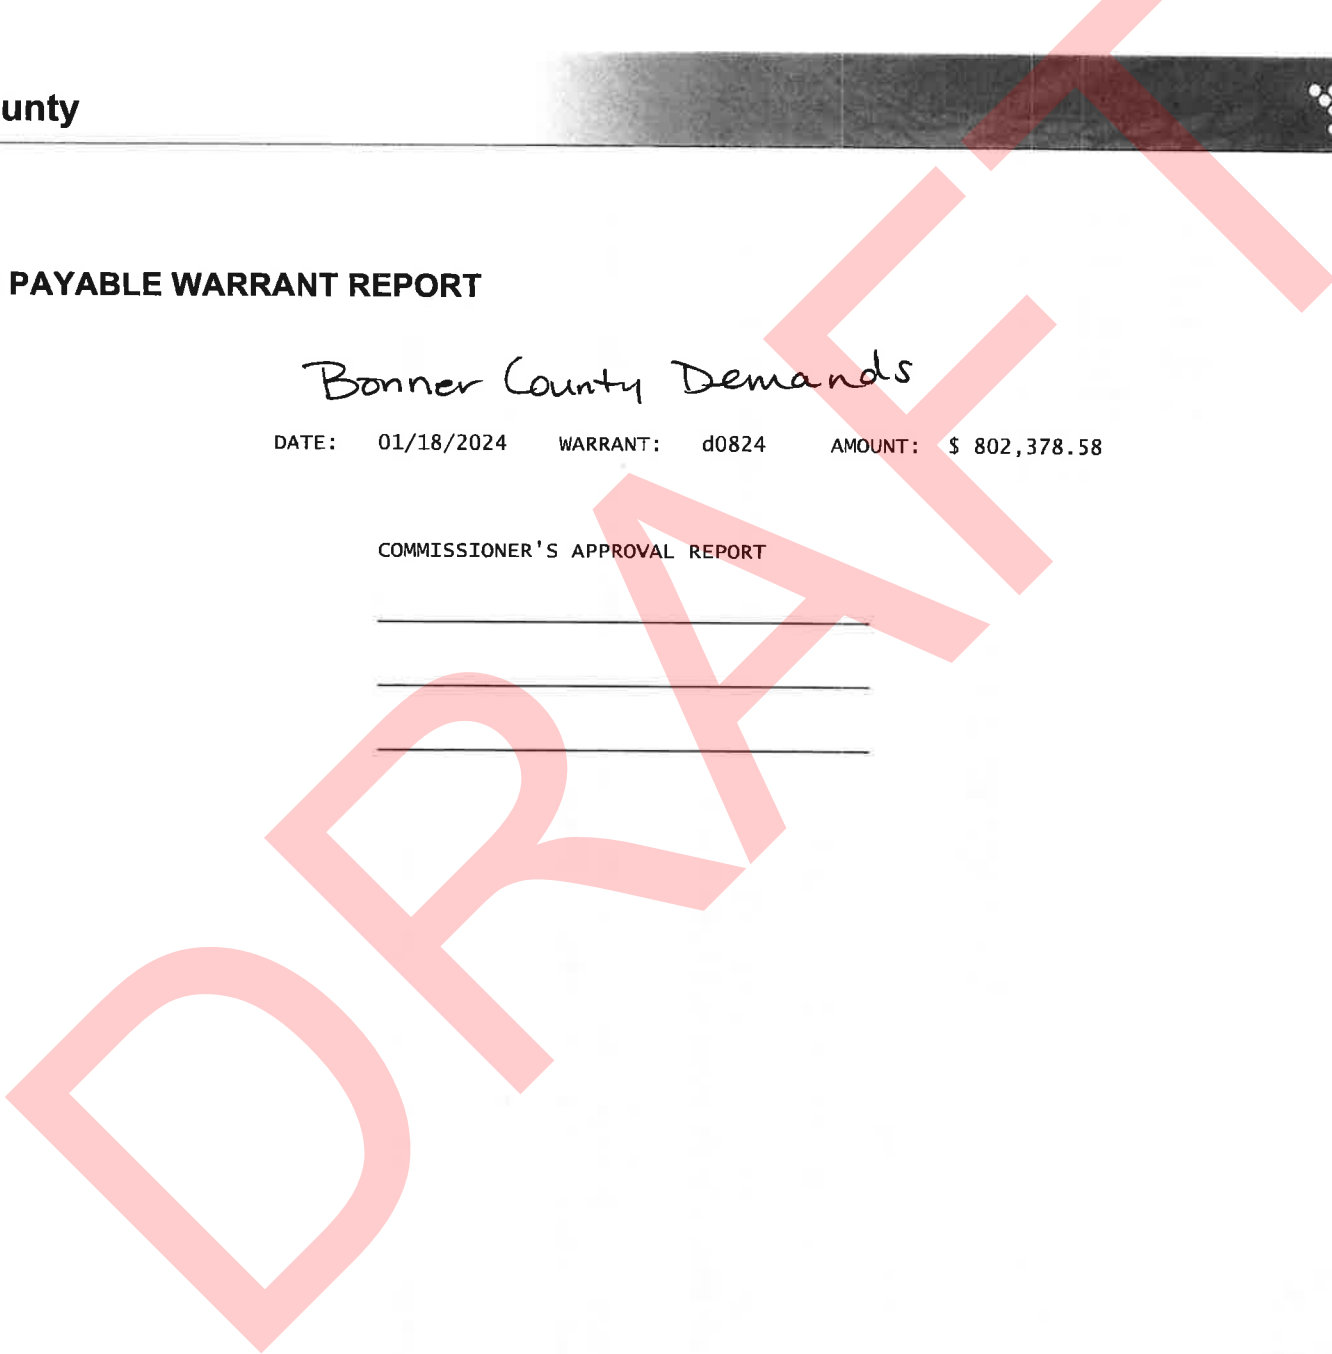 unty
PAYABLE WARRANT REPORT
Bonner County Demands
DATE: 01/18/2024 WARRANT: d0824 AMOUNT: $ 802,378.58
COMMISSIONER'S APPROVAL REPORT
DRAFT